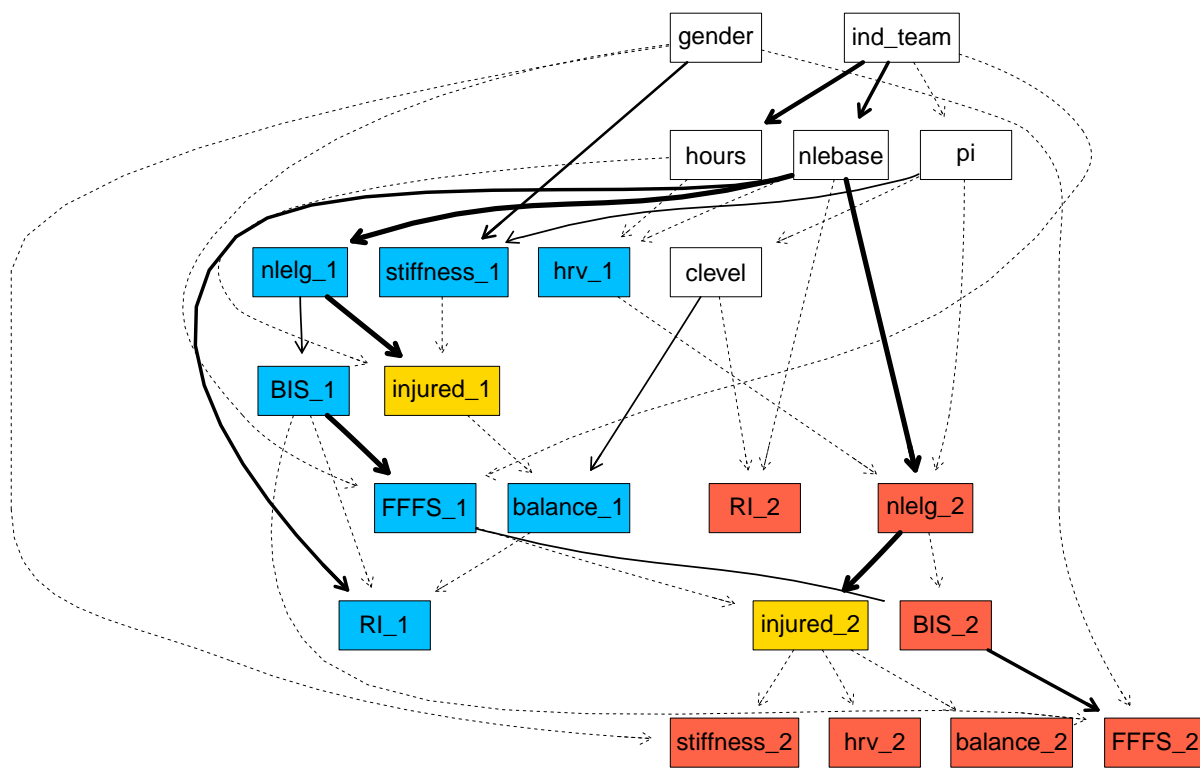 gender ind_team
hours nlebase pi
nlelg_1 stiffness_1 hrv_1 clevel
BIS_1 injured_1
FFFS_1 balance_1 RI_2 nlelg_2
RI_1 injured_2 BIS_2
stiffness_2 hrv_2 balance_2 FFFS_2